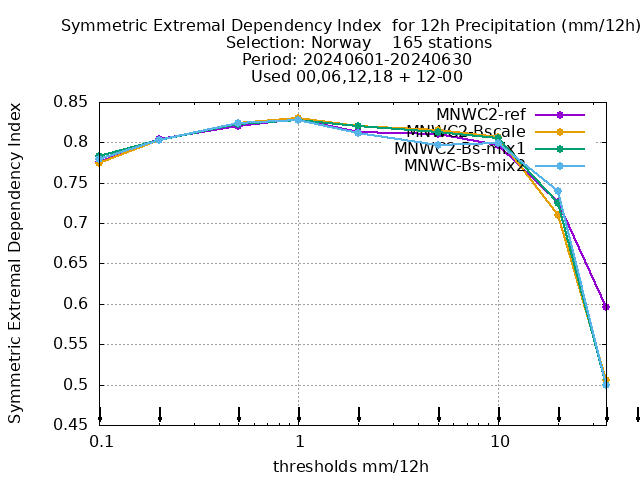 Symmetric Extremal Dependency Index  for 12h Precipitation (mm/12h)
Selection: Norway    165 stations
Period: 20240601-20240630
Used 00,06,12,18 + 12-00
Symmetric Extremal Dependency Index
0.85
0.8
0.75
0.7
0.65
0.6
0.55
0.5
0.45
MNWC2-ref
MNWC2-Bscale
MNWC2-Bs-mix1
MNWC-Bs-mix2
0.1
1
10
thresholds mm/12h